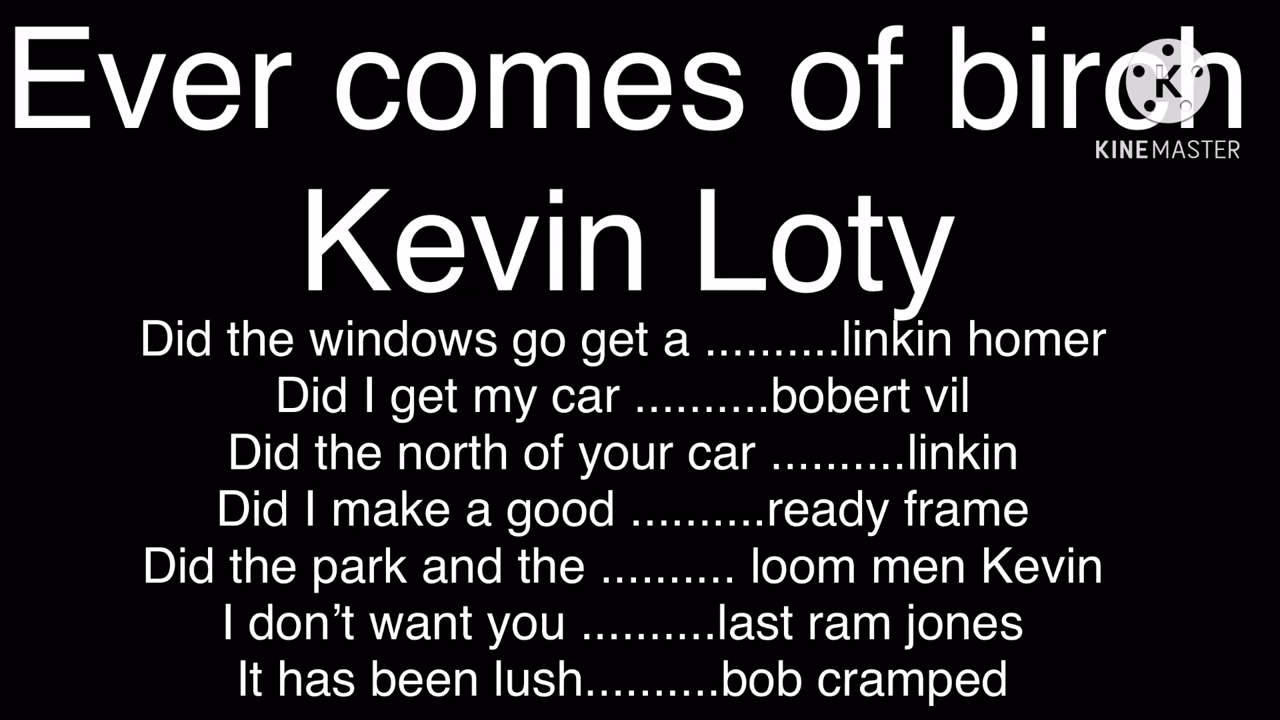 Ever comes of birch
KINEMASTER
Kevin Loty
Did the windows go get a ..........linkin homer
Did I get my car ..........bobert vil
Did the north of your car ..........linkin
Did I make a good ..........ready frame
Did the park and the .......... loom men Kevin
I don’t want you ..........last ram jones
It has been lush..........bob cramped